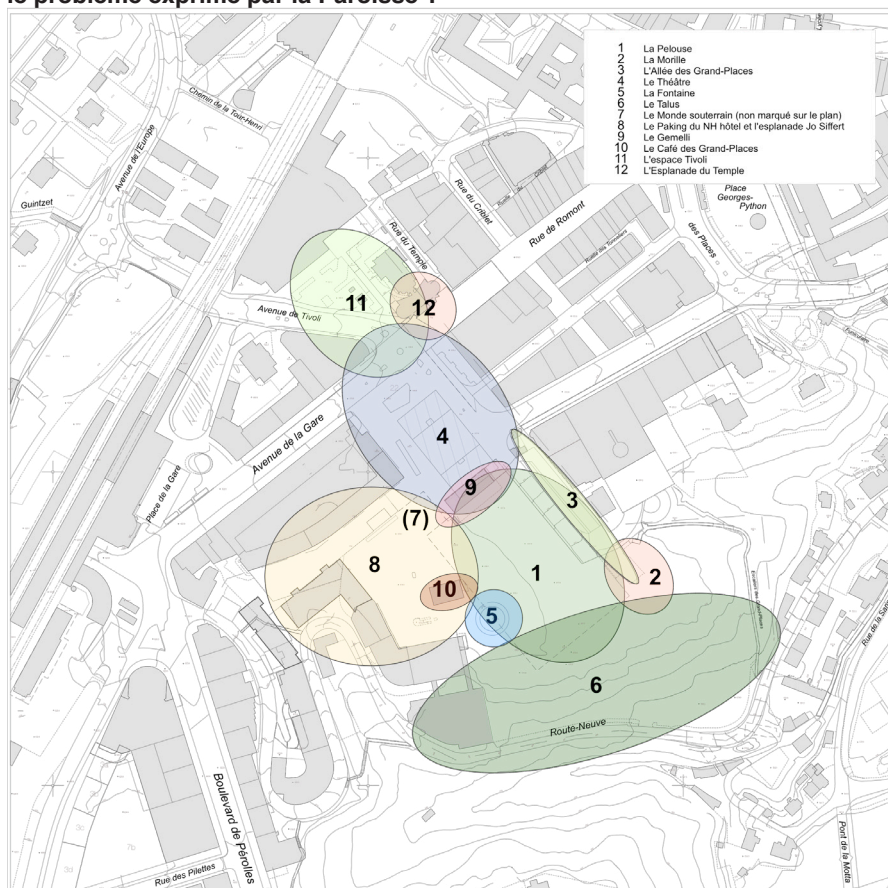 le problème exprimé par la Paroisse ?
1 La Pelouse
2 La Morille
3 L'Allée des Grand-Places
4 Le Théâtre
5 La Fontaine
6 Le Talus
7 Le Monde souterrain (non marqué sur le plan)
8 Le Paking du NH hôtel et l'esplanade Jo Siffert
9 Le Gemelli
10 Le Café des Grand-Places
11 L'espace Tivoli
12 L'Esplanade du Temple
Chemin de la Tour-Henri
Avenue de l'Europe
Guintzet
Rue du Criblet
Rue du Temple
Rue de Romont
Place
Georges-
Python
des Places
Avenue de Tivoli
11
12
4
Avenue de la Gare
Place de la Gare
9
(7)
3
8
1
2
10
5
6
Route-Neuve
Boulevard de Pérolles
Rue des Pilettes
Pont de la Motta